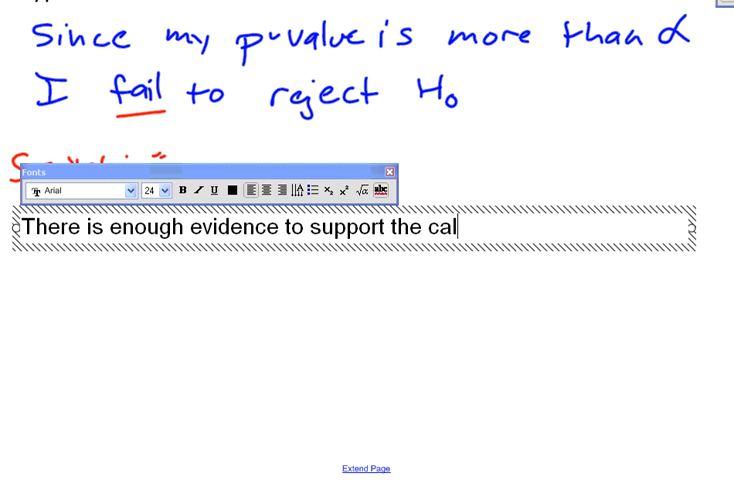 Since my p-value is more than α
I fail to reject H₀
Fonts
Arial 24 B I U abc
There is enough evidence to support the cal
Extend Page